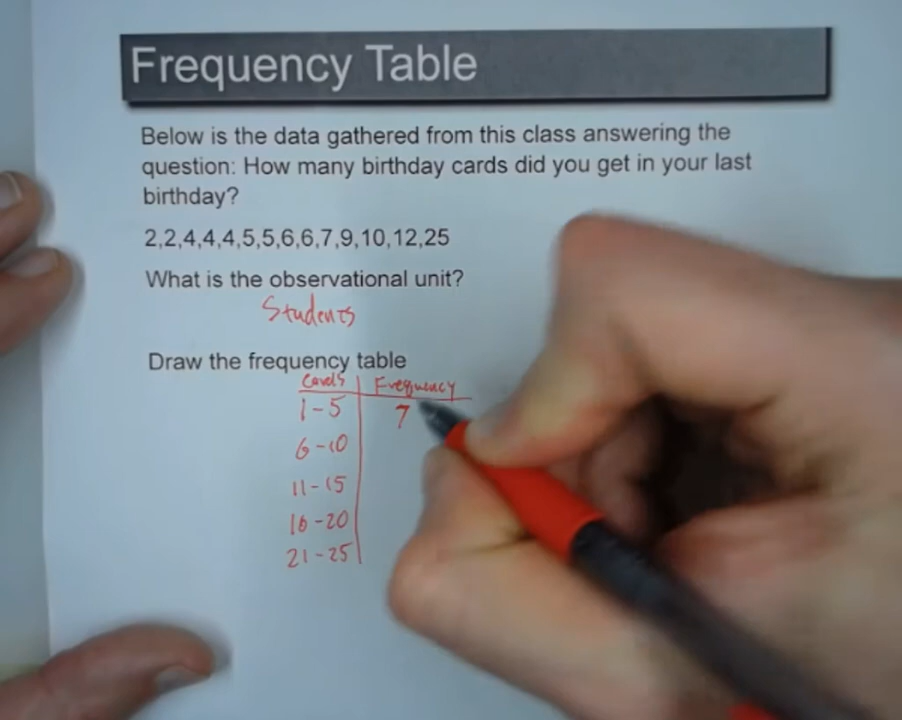 Frequency Table
Below is the data gathered from this class answering the
question: How many birthday cards did you get in your last
birthday?
2,2,4,4,4,5,5,6,6,7,9,10,12,25
What is the observational unit?
Students
Draw the frequency table
Cards Frequency
1-5 7
6-10
11-15
16-20
21-25